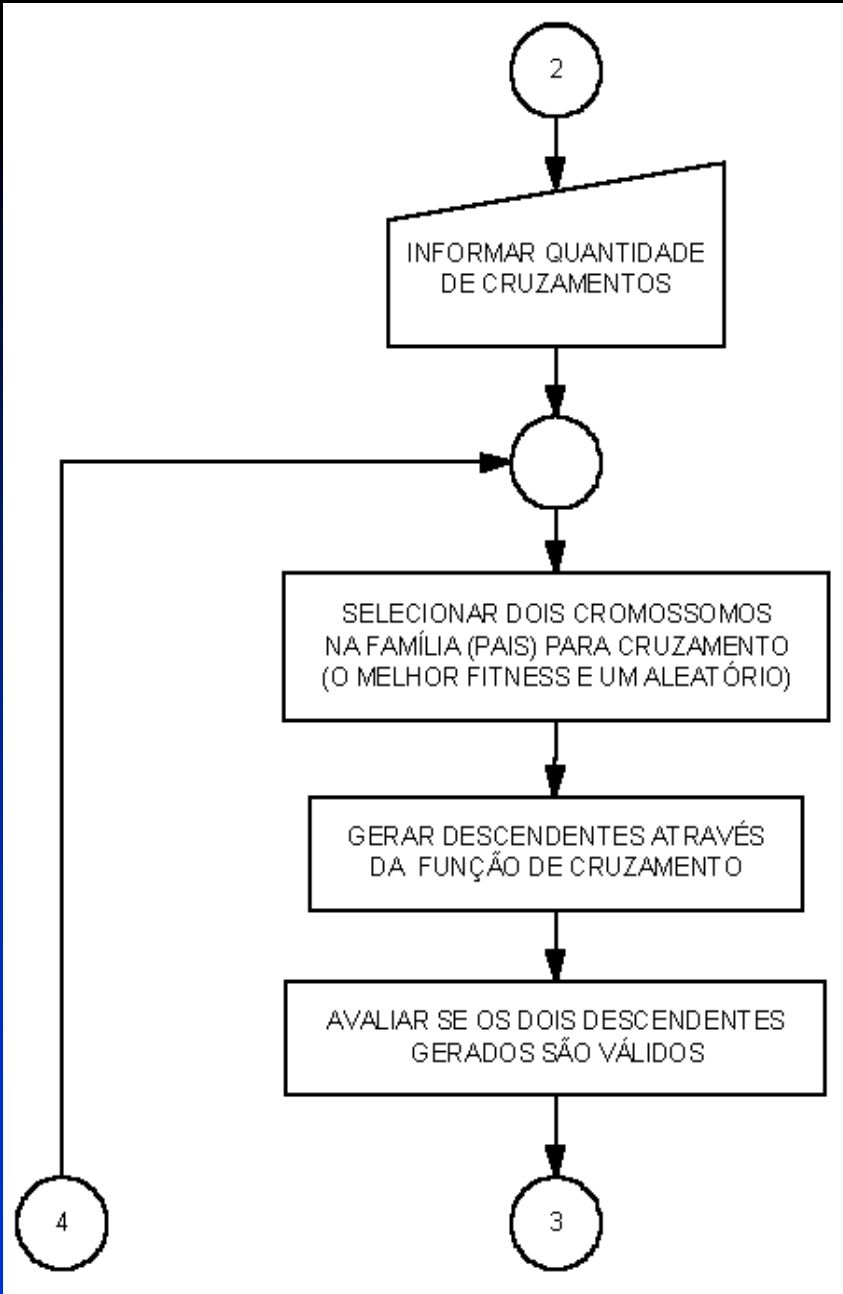 2
INFORMAR QUANTIDADE
DE CRUZAMENTOS
SELECIONAR DOIS CROMOSSOMOS
NA FAMÍLIA (PAIS) PARA CRUZAMENTO
(O MELHOR FITNESS E UM ALEATÓRIO)
GERAR DESCENDENTES ATRAVÉS
DA FUNÇÃO DE CRUZAMENTO
AVALIAR SE OS DOIS DESCENDENTES
GERADOS SÃO VÁLIDOS
4
3